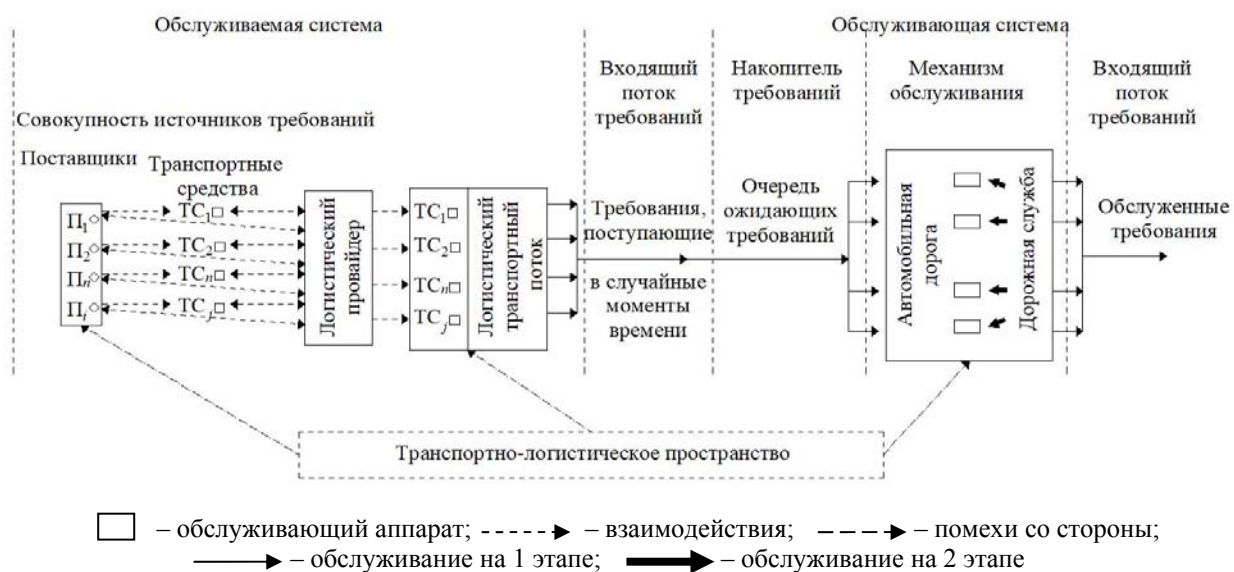 Обслуживаемая система
Обслуживающая система
Входящий
поток
требований
Накопитель
требований
Механизм
обслуживания
Входящий
поток
требований
Совокупность источников требований
Поставщики
Транспортные
средства
П1
П2
Пn
Пt
ТС1
ТС2
ТСn
ТСj
Логистический
провайдер
ТС1
ТС2
ТСn
ТСj
Логистический
транспортный
поток
Требования,
поступающие
в случайные
моменты
времени
Очередь
ожидающих
требований
Автомобильная
дорога
Дорожная служба
Обслуженные
требования
Транспортно-логистическое пространство
– обслуживающий аппарат; – взаимодействия; – помехи со стороны;
– обслуживание на 1 этапе; – обслуживание на 2 этапе